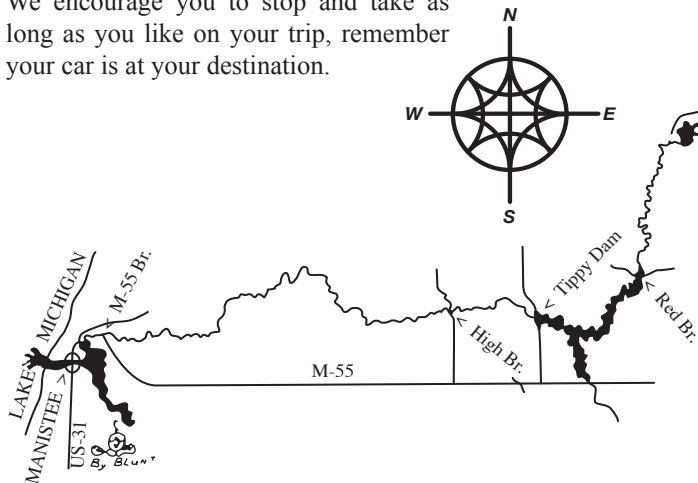 We encourage you to stop and take as
long as you like on your trip, remember
your car is at your destination.
N
W
E
S
LAKE MICHIGAN
M-55 Br.
Tippy Dam
Red Br.
High Br.
M-55
MANISTEE
US-31
By BLUNT